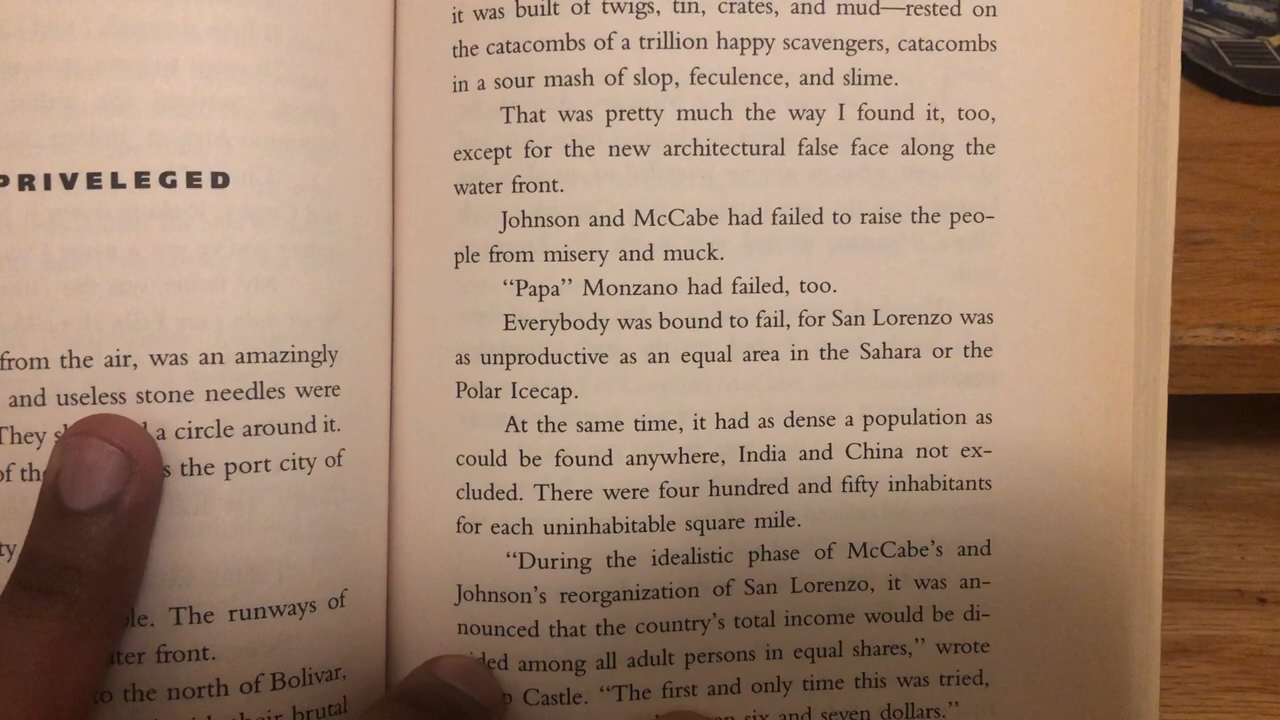 PRIVELEGED
from the air, was an amazingly
and useless stone needles were
They a circle around it.
of the port city of
The runways of
front.
to the north of Bolivar,
brutal
it was built of twigs, tin, crates, and mud—rested on
the catacombs of a trillion happy scavengers, catacombs
in a sour mash of slop, feculence, and slime.
That was pretty much the way I found it, too,
except for the new architectural false face along the
water front.
Johnson and McCabe had failed to raise the peo-
ple from misery and muck.
“Papa” Monzano had failed, too.
Everybody was bound to fail, for San Lorenzo was
as unproductive as an equal area in the Sahara or the
Polar Icecap.
At the same time, it had as dense a population as
could be found anywhere, India and China not ex-
cluded. There were four hundred and fifty inhabitants
for each uninhabitable square mile.
“During the idealistic phase of McCabe’s and
Johnson’s reorganization of San Lorenzo, it was an-
nounced that the country’s total income would be di-
among all adult persons in equal shares,” wrote
Castle. “The first and only time this was tried,
six and seven dollars.”